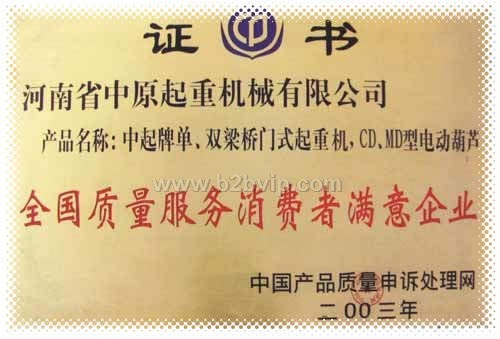 证书
河南省中原起重机械有限公司
产品名称：中起牌单、双梁桥门式起重机，CD、MD型电动葫芦
www.b2bvip.com
全国质量服务消费者满意企业
中国产品质量申诉处理网
二00三年